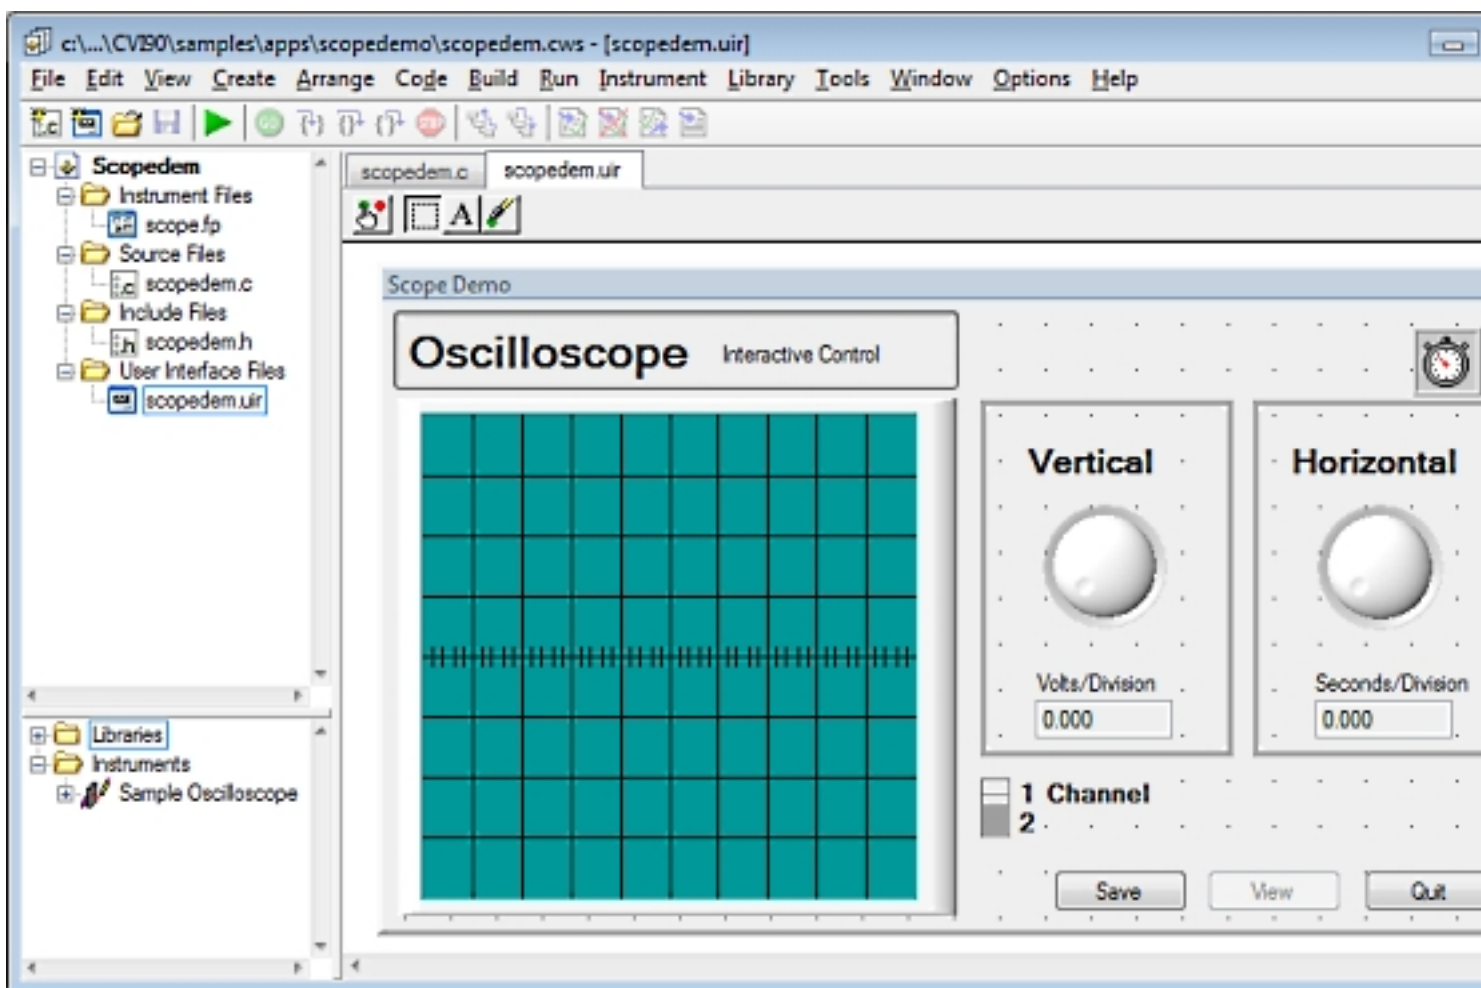 c:\...\CVI90\samples\apps\scopedemo\scopedem.cws - [scopedem.uir]
File Edit View Create Arrange Code Build Run Instrument Library Tools Window Options Help
Scopedem
Instrument Files
scope.fp
Source Files
scopedem.c
Include Files
scopedem.h
User Interface Files
scopedem.uir
Libraries
Instruments
Sample Oscilloscope
scopedem.c scopedem.uir
A
Scope Demo
Oscilloscope Interactive Control
Vertical
Volts/Division
0.000
Horizontal
Seconds/Division
0.000
1 Channel
2
Save View Quit